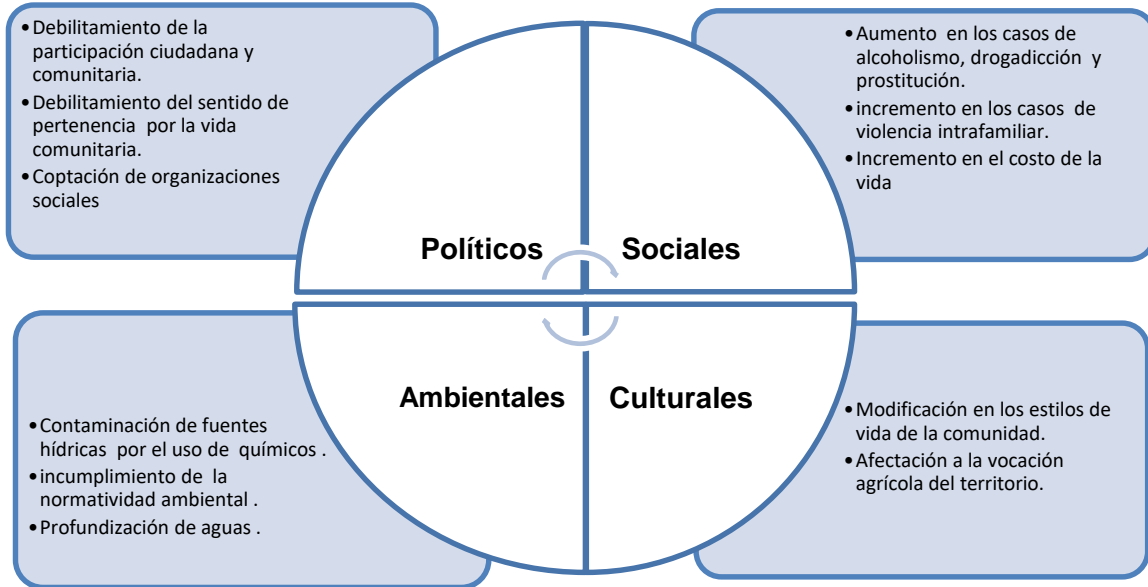 •Debilitamiento de la
participación ciudadana y
comunitaria.
•Debilitamiento del sentido de
pertenencia por la vida
comunitaria.
•Coptación de organizaciones
sociales
•Aumento en los casos de
alcoholismo, drogadicción y
prostitución.
•incremento en los casos de
violencia intrafamiliar.
•Incremento en el costo de la
vida
Políticos
Sociales
Ambientales
Culturales
•Contaminación de fuentes
hídricas por el uso de químicos .
•incumplimiento de la
normatividad ambiental .
•Profundización de aguas .
•Modificación en los estilos de
vida de la comunidad.
•Afectación a la vocación
agrícola del territorio.